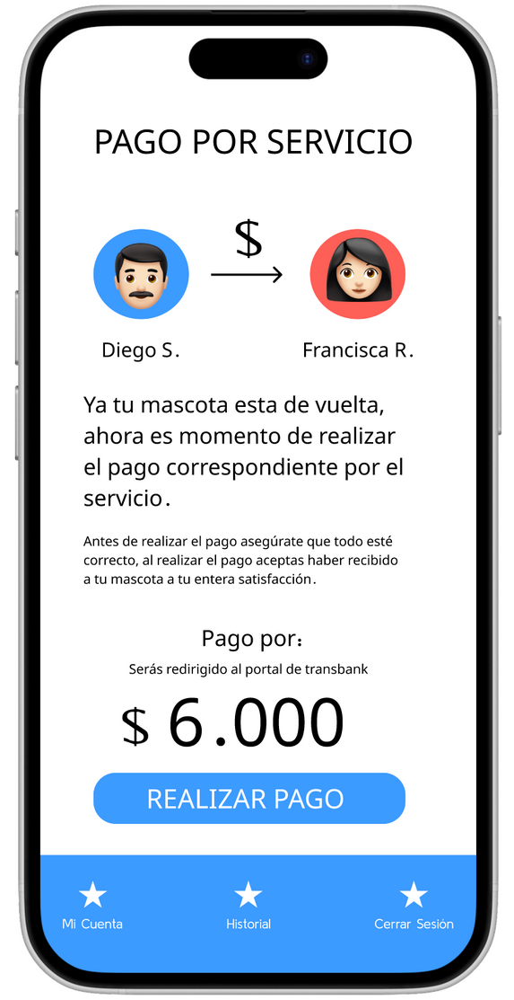 PAGO POR SERVICIO
$
Diego S.
Francisca R.
Ya tu mascota esta de vuelta,
ahora es momento de realizar
el pago correspondiente por el
servicio.
Antes de realizar el pago asegúrate que todo esté
correcto, al realizar el pago aceptas haber recibido
a tu mascota a tu entera satisfacción.
Pago por:
Serás redirigido al portal de transbank
$ 6.000
REALIZAR PAGO
Mi Cuenta
Historial
Cerrar Sesión